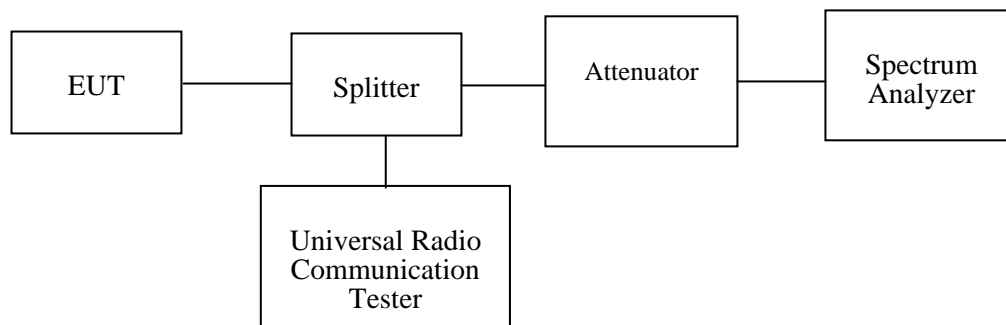 EUT
Splitter
Attenuator
Spectrum
Analyzer
Universal Radio
Communication
Tester